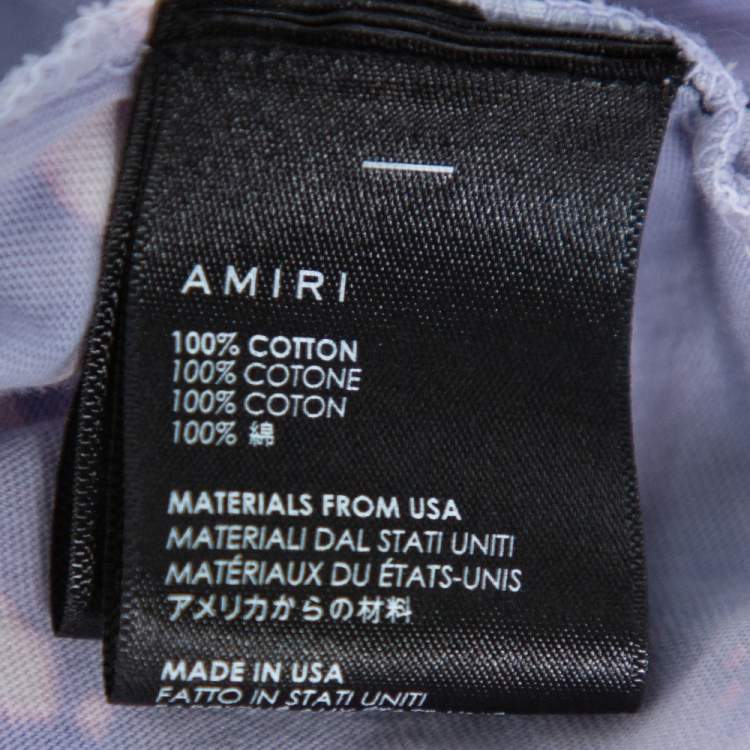 AMIRI
100% COTTON
100% COTONE
100% COTON
100% 綿
MATERIALS FROM USA
MATERIALI DAL STATI UNITI
MATÉRIAUX DU ÉTATS-UNIS
アメリカからの材料
MADE IN USA
FATTO IN STATI UNITI